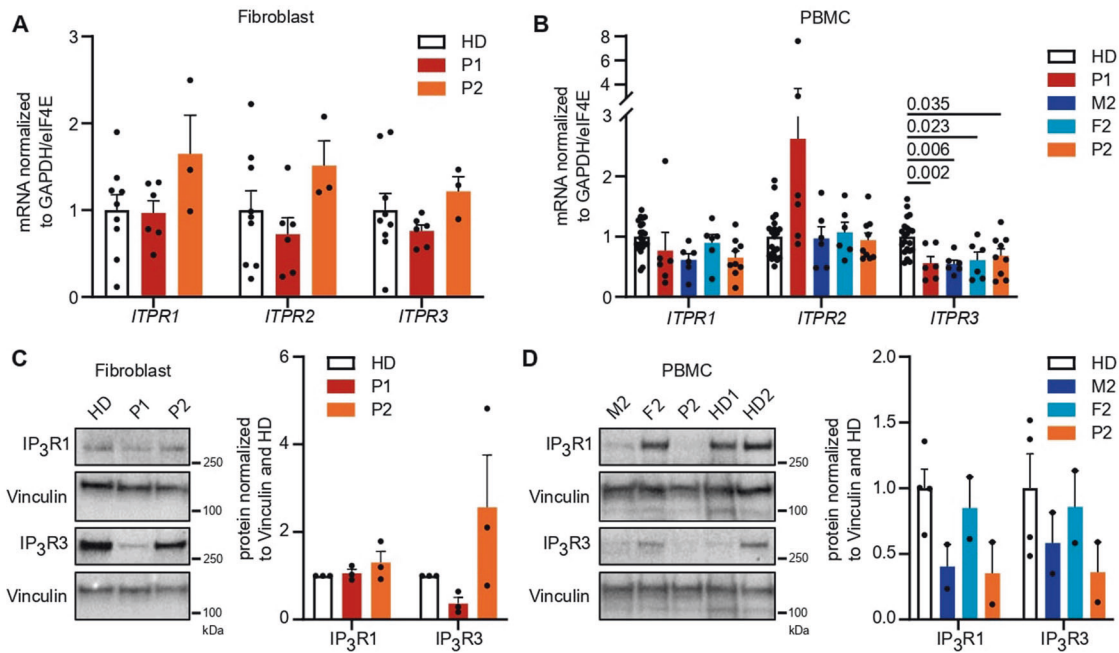 A
Fibroblast
mRNA normalized
to GAPDH/eIF4E
3
2
1
0
HD
P1
P2
ITPR1
ITPR2
ITPR3
B
PBMC
mRNA normalized
to GAPDH/eIF4E
8
6
4
3
2
1
0
0.035
0.023
0.006
0.002
HD
P1
M2
F2
P2
ITPR1
ITPR2
ITPR3
C
Fibroblast
HD
P1
P2
IP3R1
250
Vinculin
100
IP3R3
250
Vinculin
100
kDa
protein normalized
to Vinculin and HD
6
4
2
0
HD
P1
P2
IP3R1
IP3R3
D
PBMC
M2
F2
P2
HD1
HD2
IP3R1
250
Vinculin
100
IP3R3
250
Vinculin
100
kDa
protein normalized
to Vinculin and HD
2.0
1.5
1.0
0.5
0.0
HD
M2
F2
P2
IP3R1
IP3R3